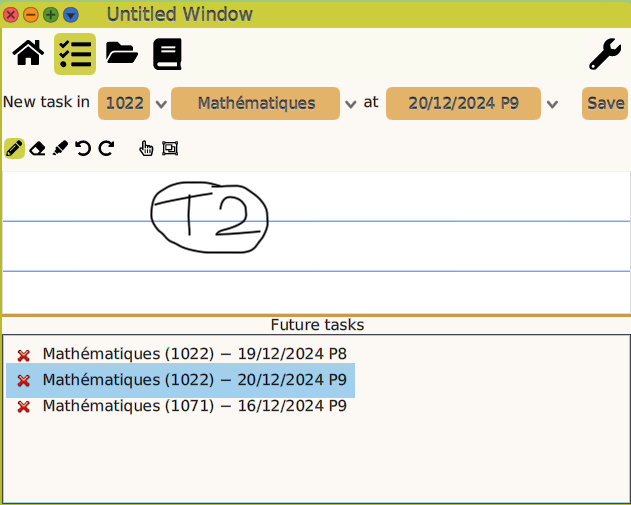 Untitled Window
New task in 1022 Mathématiques at 20/12/2024 P9 Save
T2
Future tasks
Mathématiques (1022) − 19/12/2024 P8
Mathématiques (1022) − 20/12/2024 P9
Mathématiques (1071) − 16/12/2024 P9